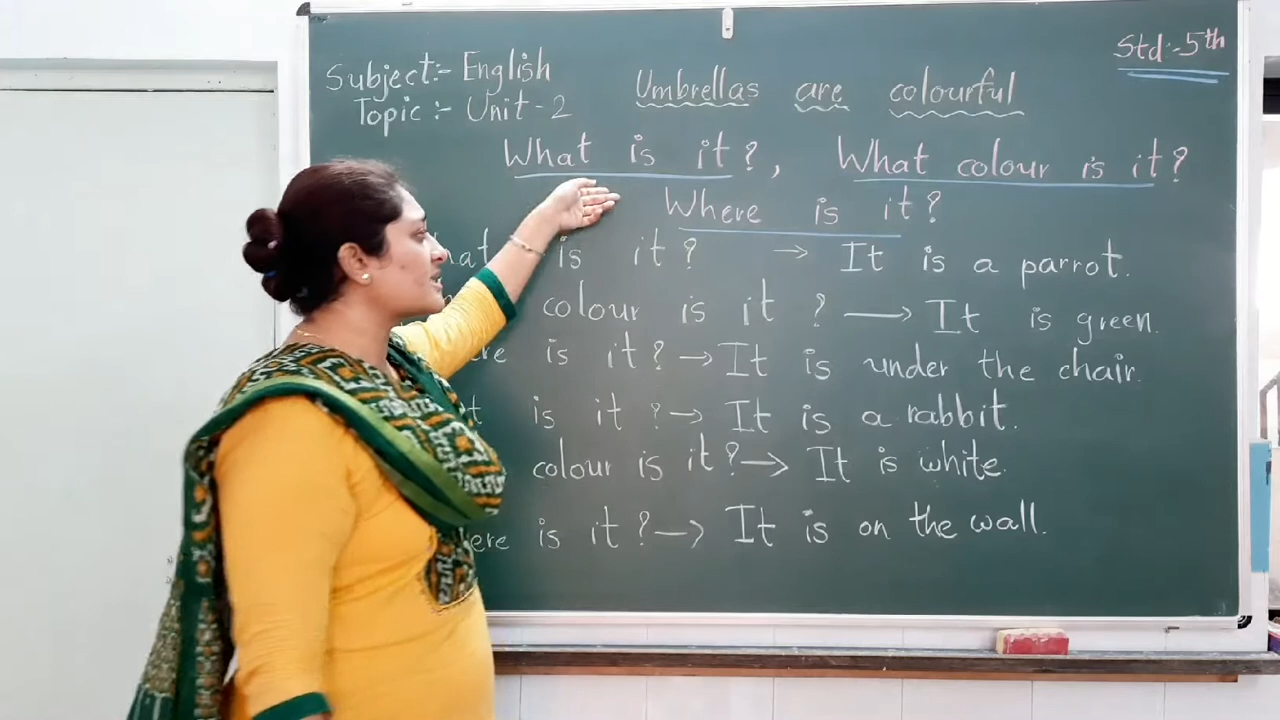 Std:-5th
Subject:- English
Topic :- Unit-2
Umbrellas are colourful
What is it?, What colour is it?
Where is it?
is it? → It is a parrot.
colour is it? → It is green.
is it? → It is under the chair.
is it? → It is a rabbit.
colour is it? → It is white.
is it? → It is on the wall.